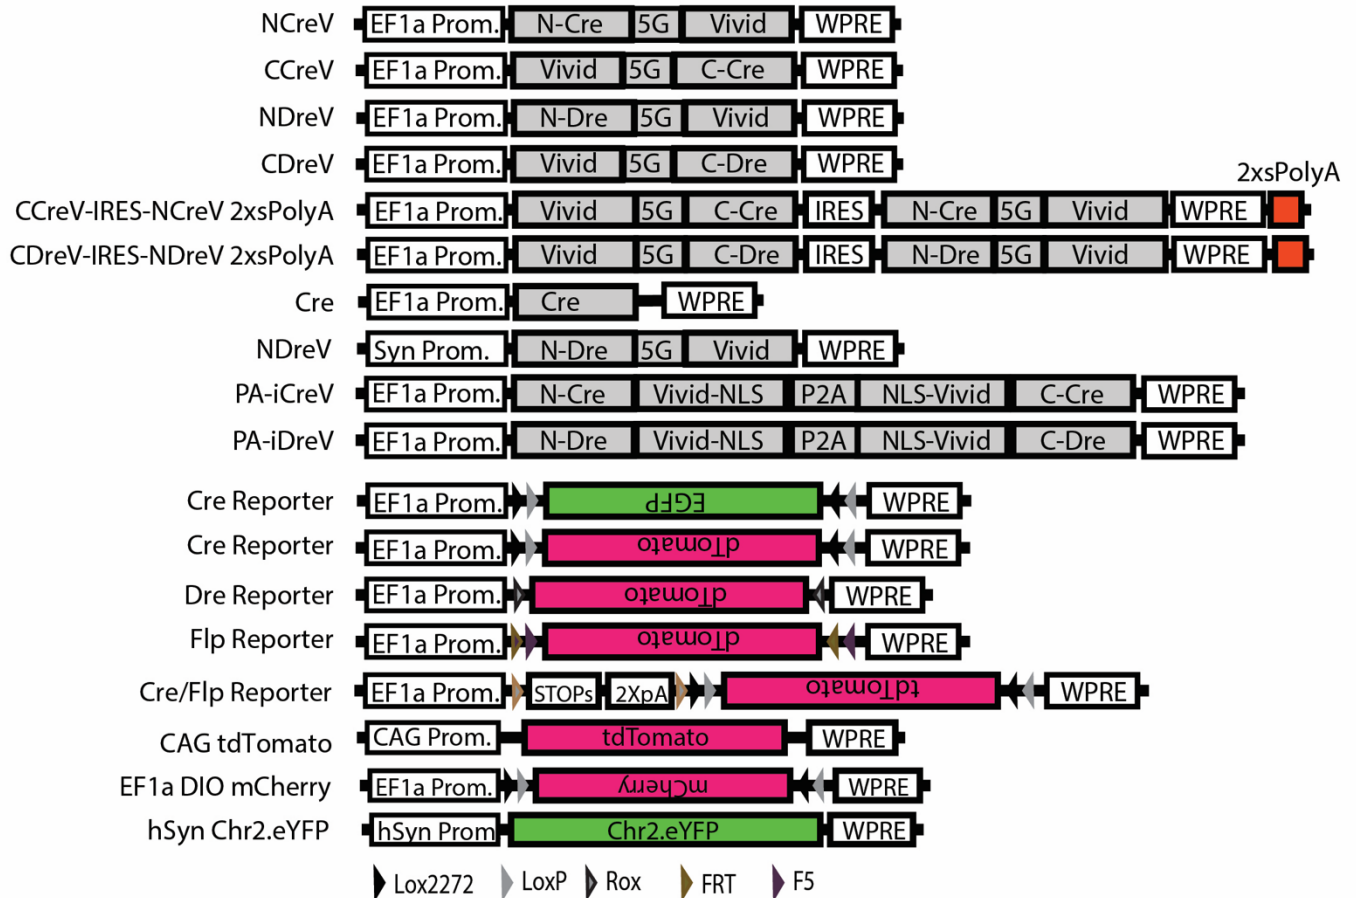 NCreV EF1a Prom. N-Cre 5G Vivid WPRE
CCreV EF1a Prom. Vivid 5G C-Cre WPRE
NDreV EF1a Prom. N-Dre 5G Vivid WPRE
CDreV EF1a Prom. Vivid 5G C-Dre WPRE
2xsPolyA
CCreV-IRES-NCreV 2xsPolyA EF1a Prom. Vivid 5G C-Cre IRES N-Cre 5G Vivid WPRE
CDreV-IRES-NDreV 2xsPolyA EF1a Prom. Vivid 5G C-Dre IRES N-Dre 5G Vivid WPRE
Cre EF1a Prom. Cre WPRE
NDreV Syn Prom. N-Dre 5G Vivid WPRE
PA-iCreV EF1a Prom. N-Cre Vivid-NLS P2A NLS-Vivid C-Cre WPRE
PA-iDreV EF1a Prom. N-Dre Vivid-NLS P2A NLS-Vivid C-Dre WPRE
Cre Reporter EF1a Prom. EGFP WPRE
Cre Reporter EF1a Prom. dTomato WPRE
Dre Reporter EF1a Prom. dTomato WPRE
Flp Reporter EF1a Prom. dTomato WPRE
Cre/Flp Reporter EF1a Prom. STOPs 2XpA tdTomato WPRE
CAG tdTomato CAG Prom. tdTomato WPRE
EF1a DIO mCherry EF1a Prom. mCherry WPRE
hSyn Chr2.eYFP hSyn Prom Chr2.eYFP WPRE
Lox2272 LoxP Rox FRT F5